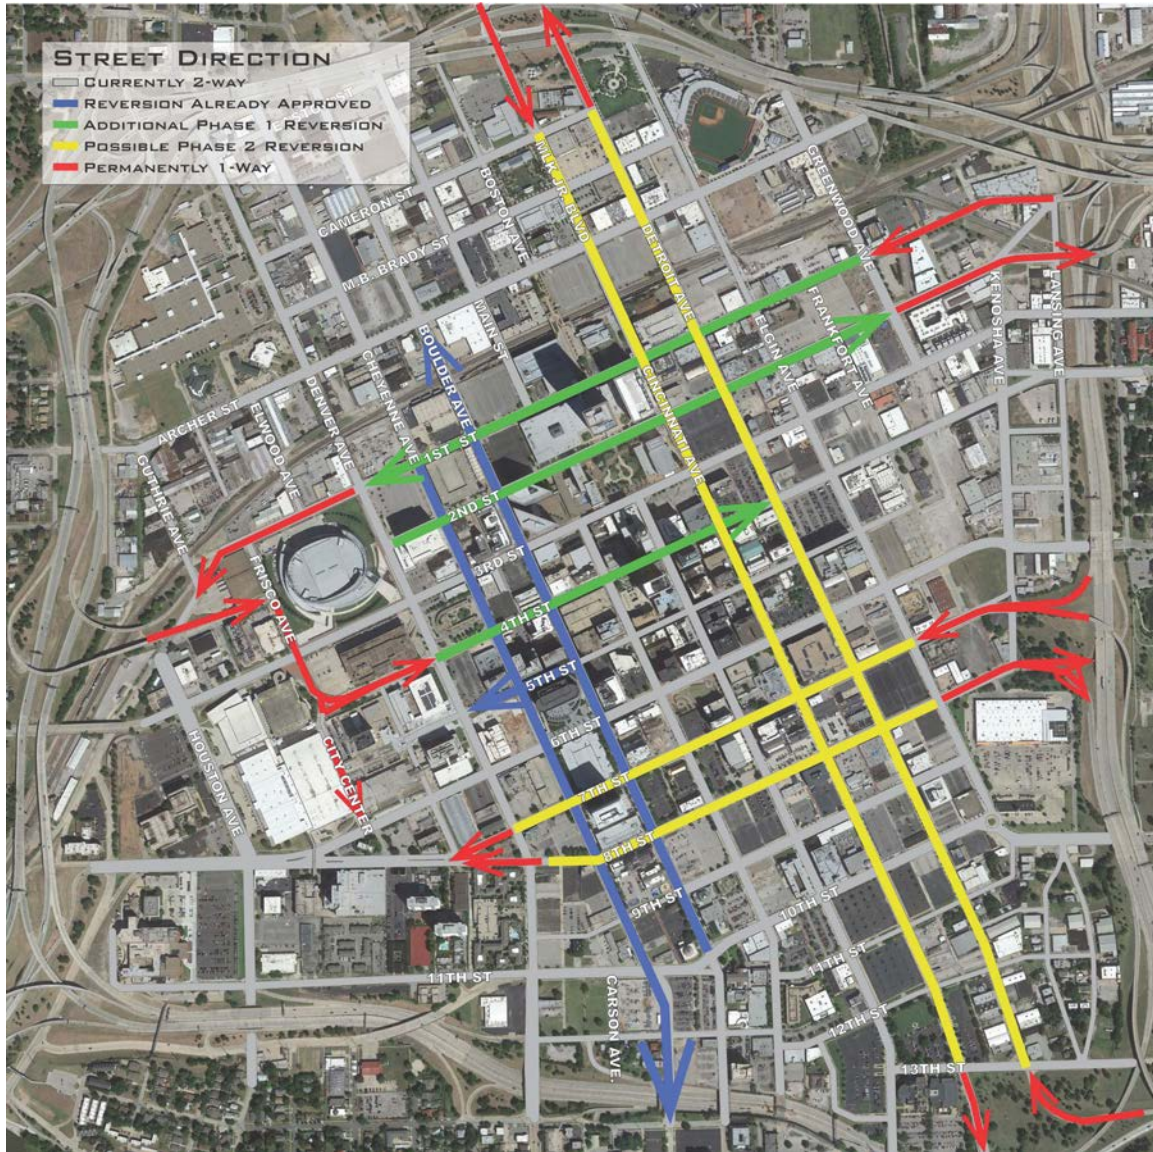 STREET DIRECTION
CURRENTLY 2-WAY
REVERSION ALREADY APPROVED
ADDITIONAL PHASE 1 REVERSION
POSSIBLE PHASE 2 REVERSION
PERMANENTLY 1-WAY
CAMERON ST
M.B. BRADY ST
BOSTON AVE
MLK JR. BLVD
GREENWOOD AVE
DETROIT AVE
MAIN ST
BOULDER AVE
CHEYENNE AVE
DENVER AVE
ELWOOD AVE
ARCHER ST
GUTHRIE AVE
FRANKFORT AVE
ELGIN AVE
KENOSHA AVE
LANSING AVE
CINCINNATI AVE
1ST ST
2ND ST
3RD ST
4TH ST
5TH ST
6TH ST
7TH ST
8TH ST
9TH ST
10TH ST
11TH ST
12TH ST
13TH ST
11TH ST
FRISCO AVE
HOUSTON AVE
CITY CENTER
CARSON AVE.